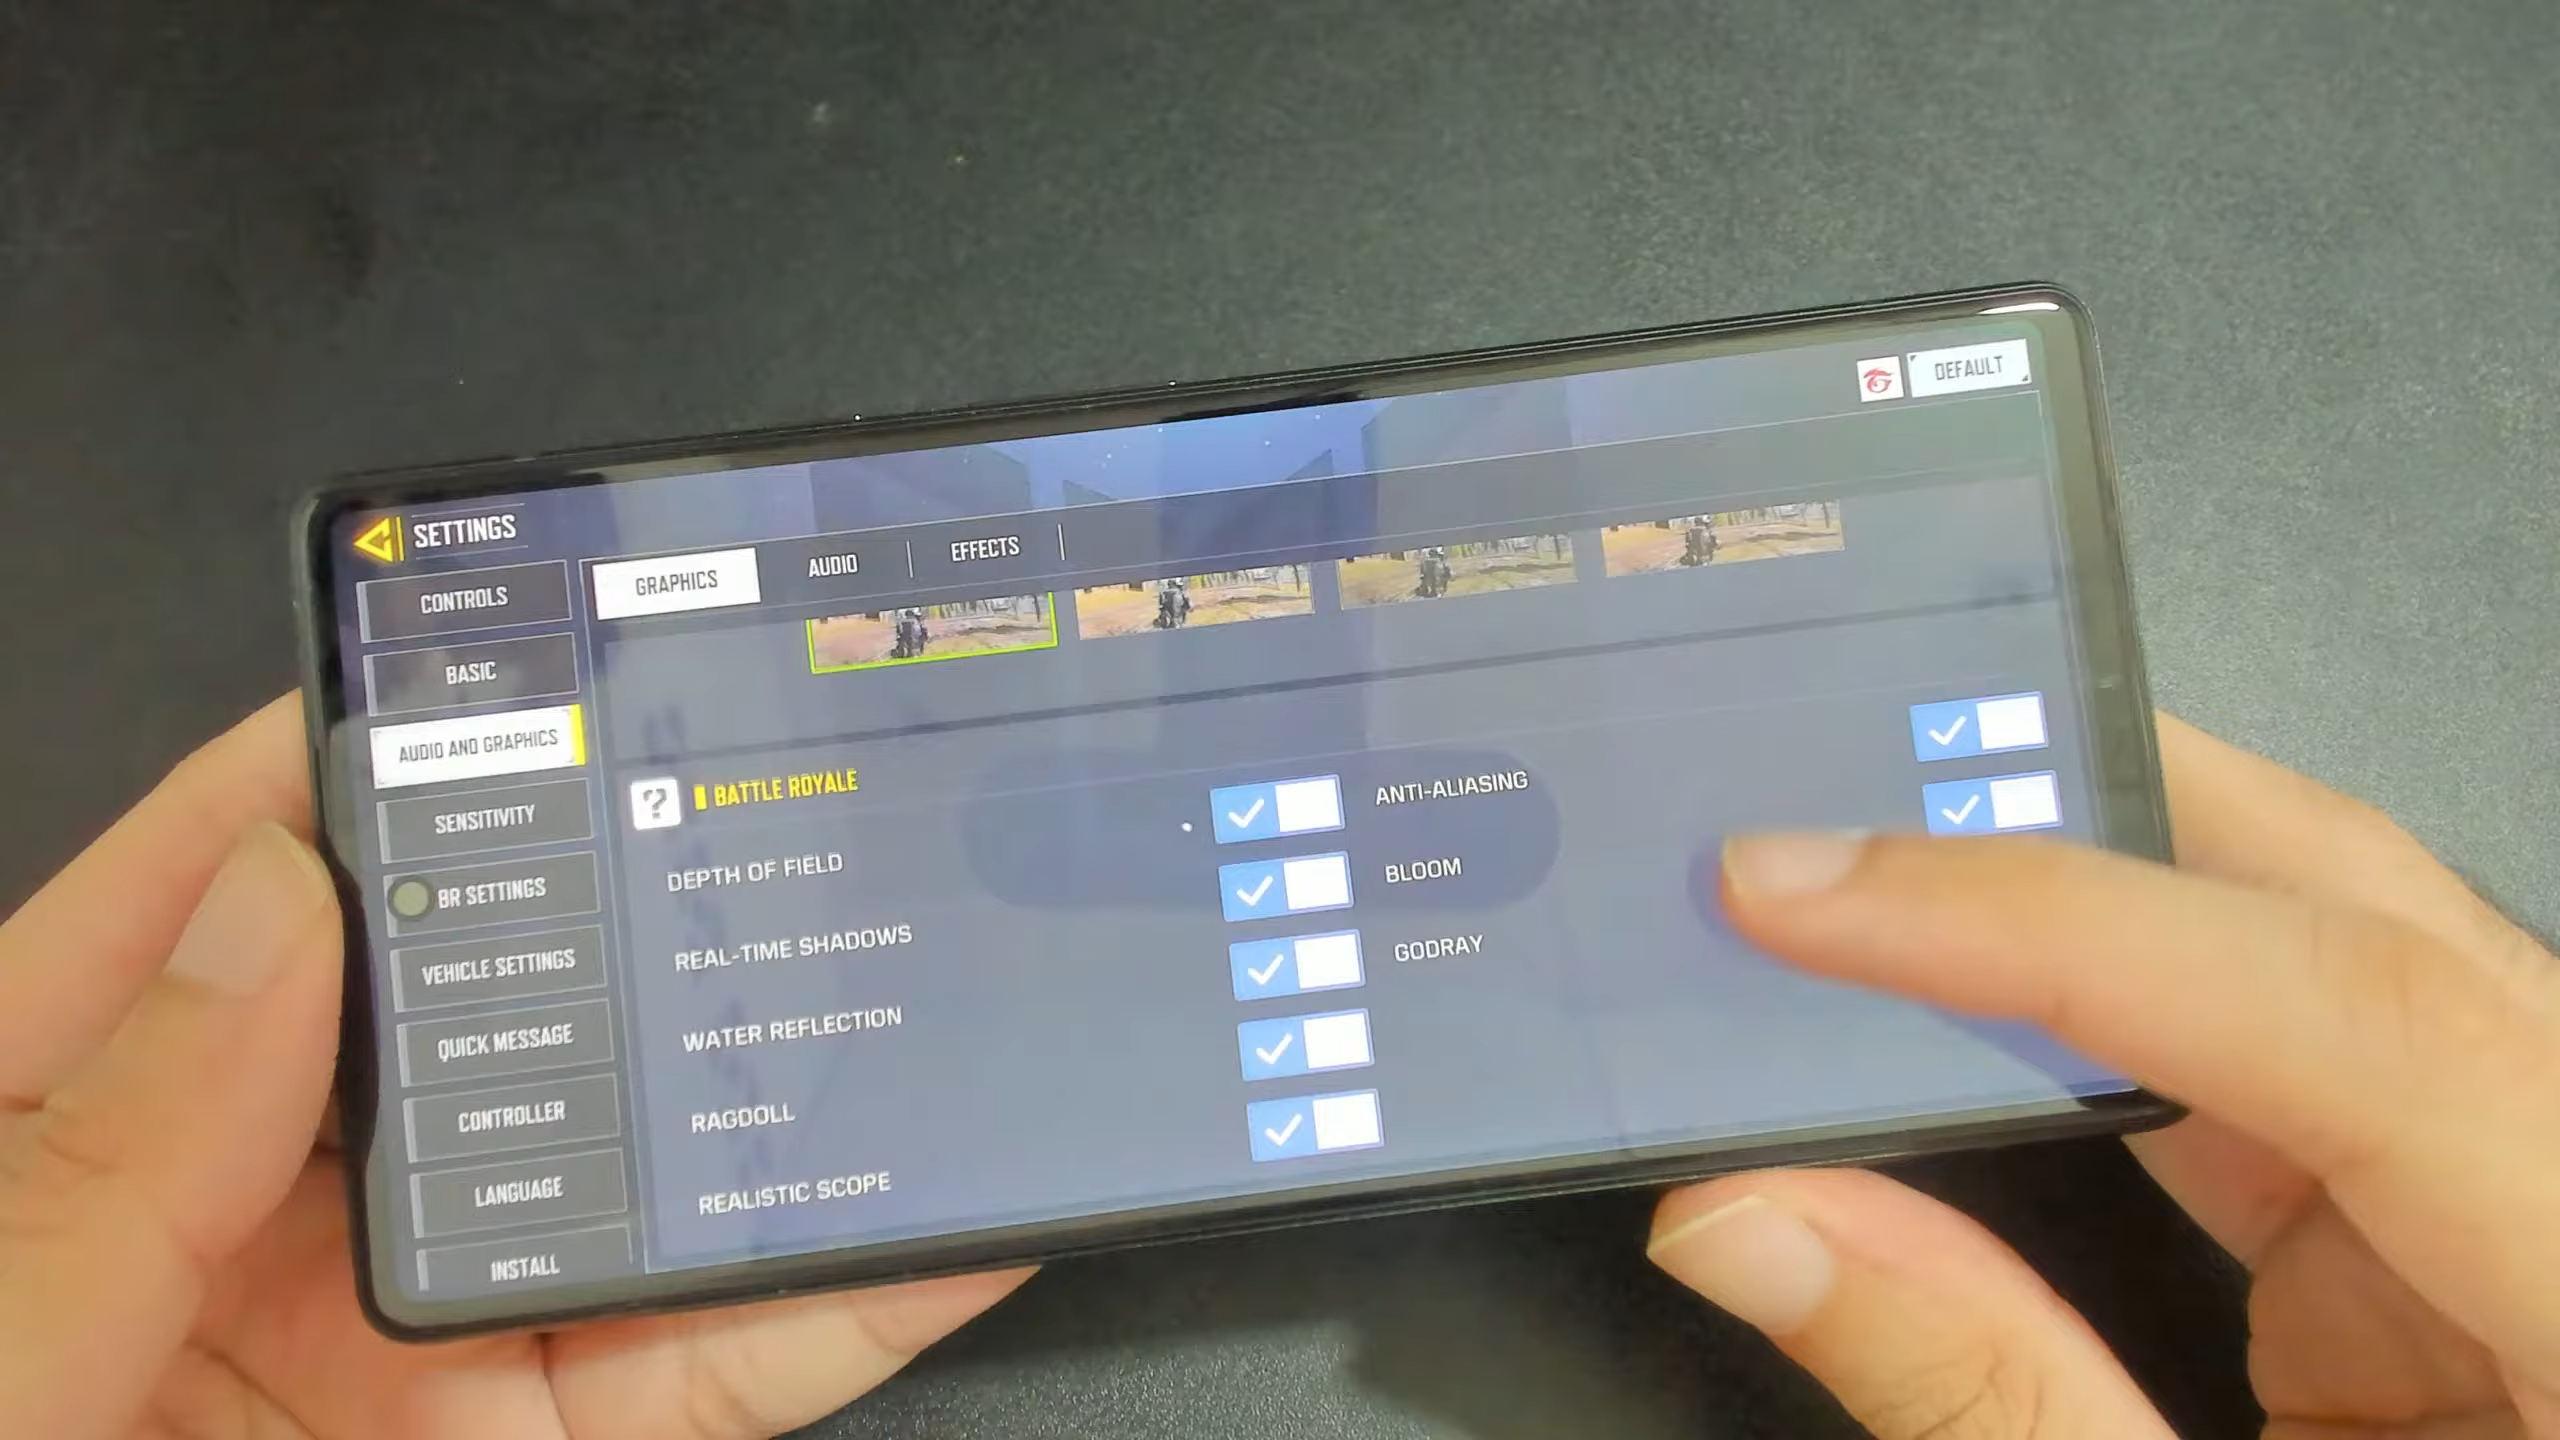 SETTINGS
DEFAULT
CONTROLS
BASIC
AUDIO AND GRAPHICS
SENSITIVITY
BR SETTINGS
VEHICLE SETTINGS
QUICK MESSAGE
CONTROLLER
LANGUAGE
INSTALL
GRAPHICS
AUDIO
EFFECTS
?
BATTLE ROYALE
DEPTH OF FIELD
ANTI-ALIASING
REAL-TIME SHADOWS
BLOOM
WATER REFLECTION
GODRAY
RAGDOLL
REALISTIC SCOPE